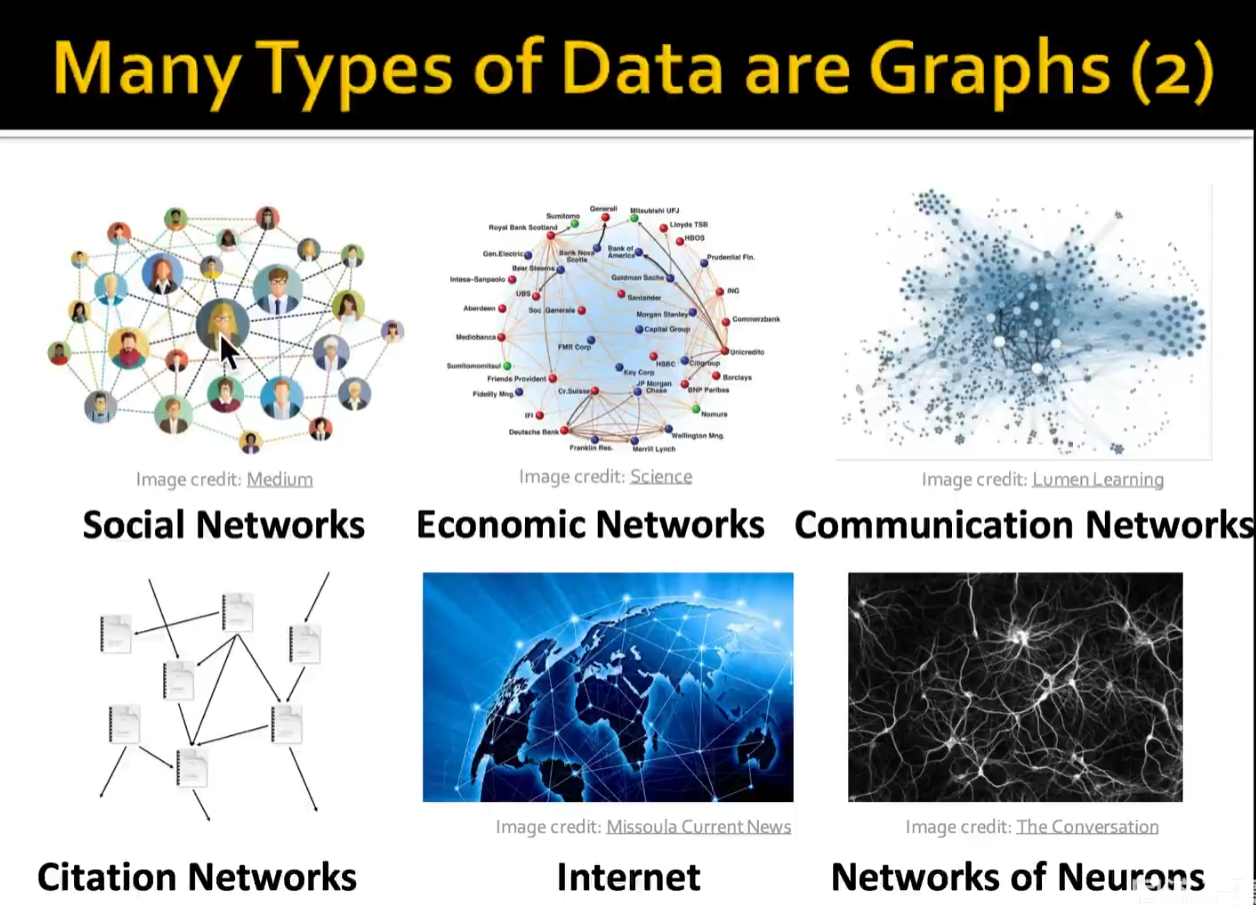 Many Types of Data are Graphs (2)
Generali
Mitsubishi UFJ
Sumitomo
Royal Bank Scotland
Lloyds TSB
HBOS
Gen.Electric
Bank Nova
Scotia
Bank of
America
Prudential Fin.
Bear Stearns
Intesa-Sanpaolo
Goldman Sachs
UBS
Santander
ING
Aberdeen
Soc Generale
Morgan Stanley
Commerzbank
Capital Group
Mediobanca
FMR Corp
Unicredito
HSBC
Citigroup
Sumitomomitsui
Key Corp
Friends Provident
Barclays
JP Morgan
Chase
BNP Paribas
Fidelity Mng.
Cr.Suisse
IFI
Nomura
Deutsche Bank
Wellington Mng.
Franklin Res.
Merrill Lynch
Image credit: Medium
Image credit: Science
Image credit: Lumen Learning
Social Networks
Economic Networks
Communication Networks
Image credit: Missoula Current News
Image credit: The Conversation
Citation Networks
Internet
Networks of Neurons